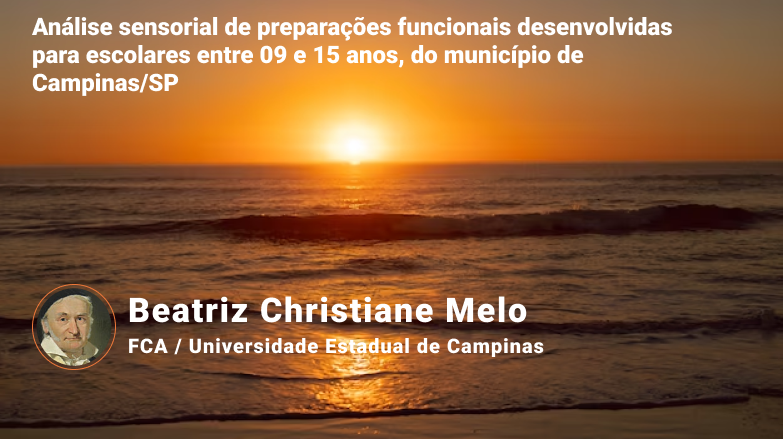 Análise sensorial de preparações funcionais desenvolvidas
para escolares entre 09 e 15 anos, do município de
Campinas/SP
Beatriz Christiane Melo
FCA / Universidade Estadual de Campinas